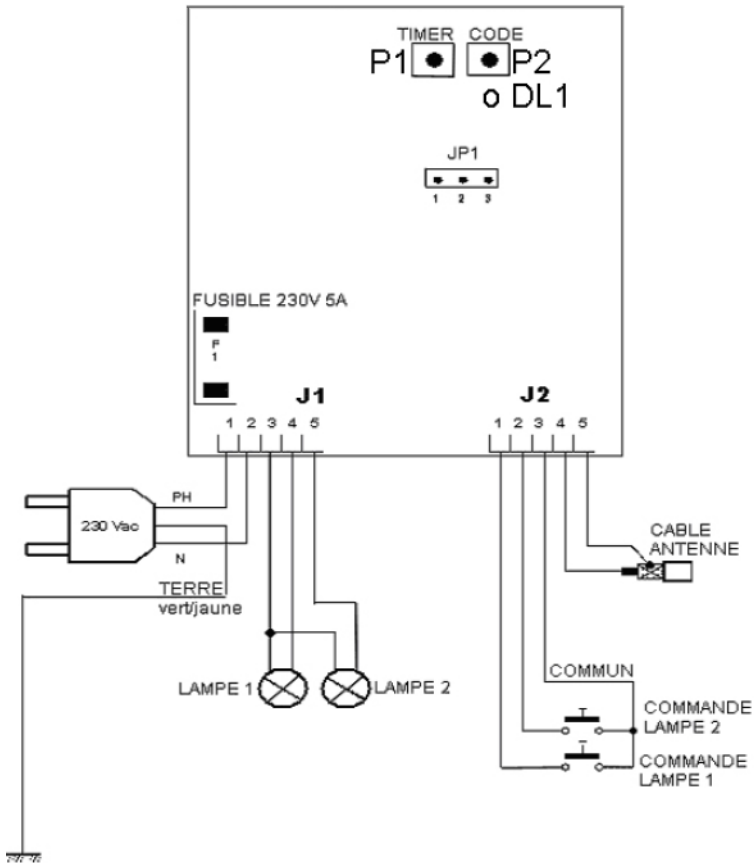 TIMER CODE
P1 P2
DL1
JP1
1 2 3
FUSIBLE 230V 5A
F
1
J1 J2
1 2 3 4 5 1 2 3 4 5
PH
230 Vac
N
TERRE
vert/jaune
CABLE
ANTENNE
LAMPE 1 LAMPE 2
COMMUN
COMMANDE
LAMPE 2
COMMANDE
LAMPE 1